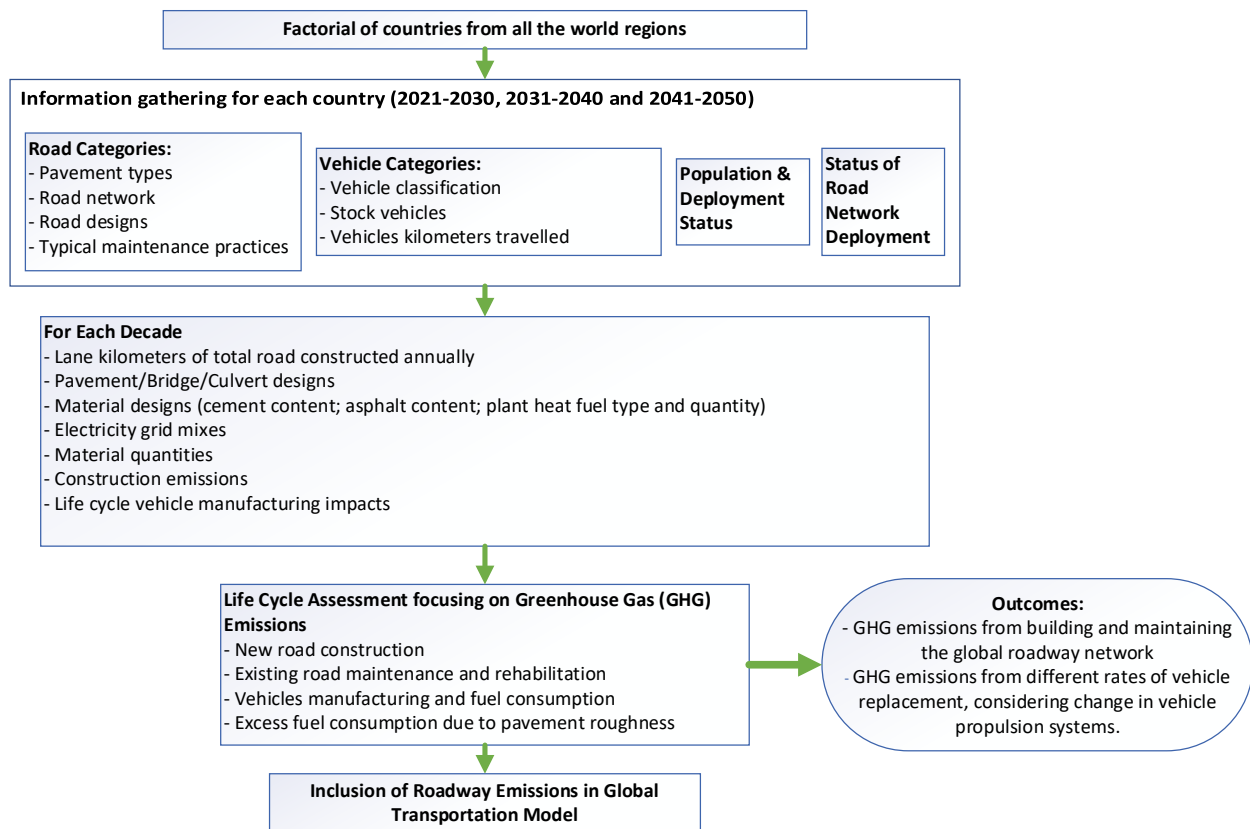 Factorial of countries from all the world regions
Information gathering for each country (2021-2030, 2031-2040 and 2041-2050)
Road Categories:
- Pavement types
- Road network
- Road designs
- Typical maintenance practices
Vehicle Categories:
- Vehicle classification
- Stock vehicles
- Vehicles kilometers travelled
Population &
Deployment
Status
Status of
Road
Network
Deployment
For Each Decade
- Lane kilometers of total road constructed annually
- Pavement/Bridge/Culvert designs
- Material designs (cement content; asphalt content; plant heat fuel type and quantity)
- Electricity grid mixes
- Material quantities
- Construction emissions
- Life cycle vehicle manufacturing impacts
Life Cycle Assessment focusing on Greenhouse Gas (GHG)
Emissions
- New road construction
- Existing road maintenance and rehabilitation
- Vehicles manufacturing and fuel consumption
- Excess fuel consumption due to pavement roughness
Outcomes:
- GHG emissions from building and maintaining
the global roadway network
- GHG emissions from different rates of vehicle
replacement, considering change in vehicle
propulsion systems.
Inclusion of Roadway Emissions in Global
Transportation Model